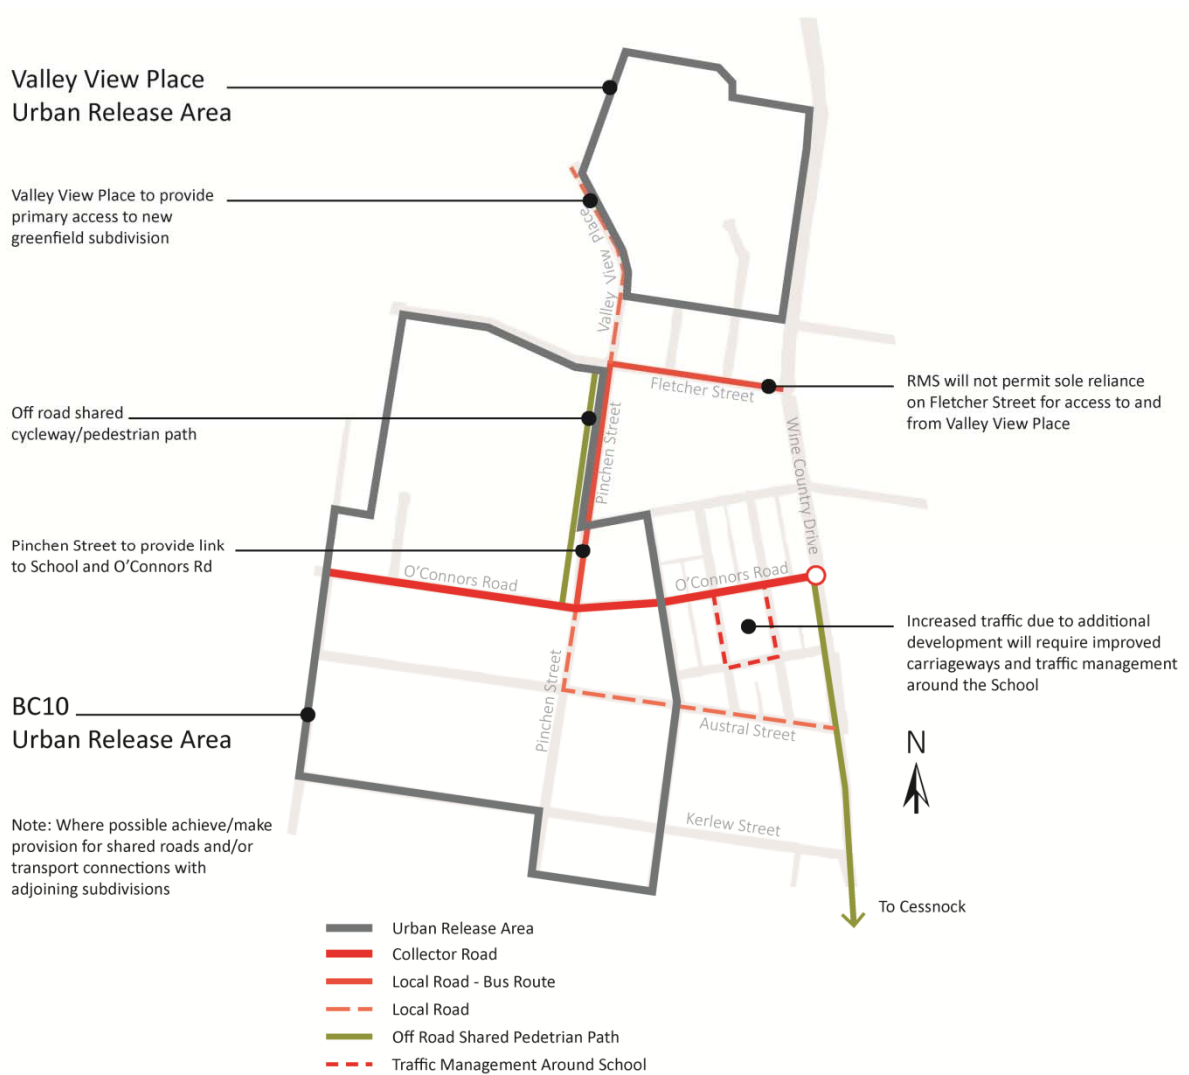 Valley View Place
Urban Release Area
Valley View Place to provide
primary access to new
greenfield subdivision
Valley View Place
Off road shared
cycleway/pedestrian path
Pinchen Street
Fletcher Street
RMS will not permit sole reliance
on Fletcher Street for access to and
from Valley View Place
Wine Country Drive
Pinchen Street to provide link
to School and O'Connors Rd
O'Connors Road
O'Connors Road
Increased traffic due to additional
development will require improved
carriageways and traffic management
around the School
Pinchen Street
BC10
Urban Release Area
Austral Street
N
Kerlew Street
Note: Where possible achieve/make
provision for shared roads and/or
transport connections with
adjoining subdivisions
To Cessnock
Urban Release Area
Collector Road
Local Road - Bus Route
Local Road
Off Road Shared Pedetrian Path
Traffic Management Around School